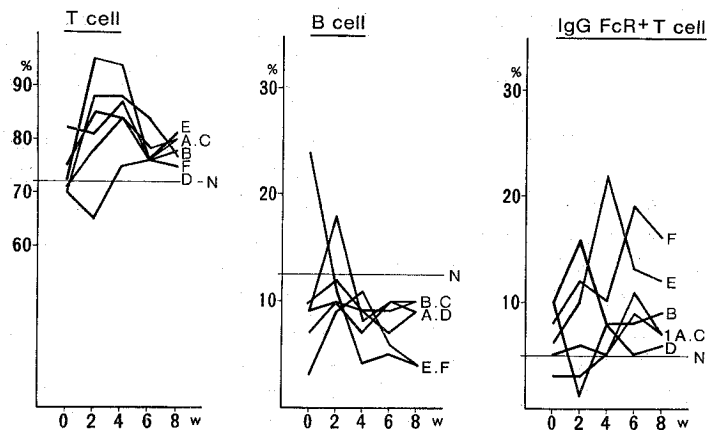 T cell
%
90
80
70
60
E
A.C
B
F
D-N
0 2 4 6 8 w
B cell
%
30
20
10
N
B.C
A.D
E.F
0 2 4 6 8 w
IgG FcR+ T cell
%
30
20
10
F
E
B
1A.C
D
N
0 2 4 6 8 w